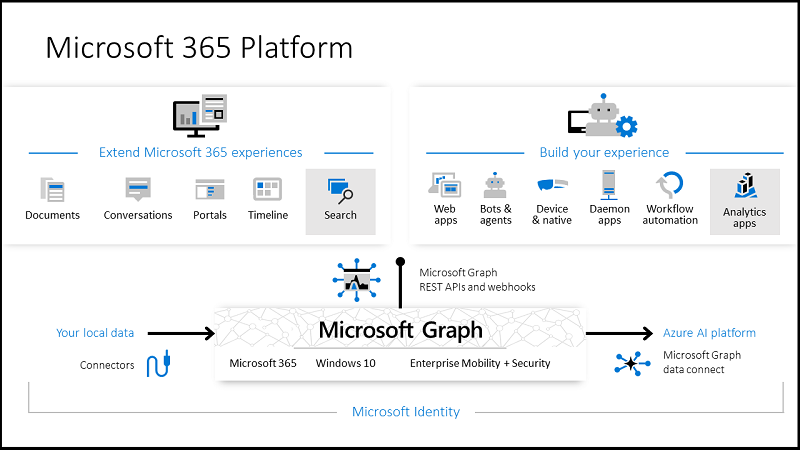 Microsoft 365 Platform
Extend Microsoft 365 experiences
Documents
Conversations
Portals
Timeline
Search
Build your experience
Web
apps
Bots &
agents
Device
& native
Daemon
apps
Workflow
automation
Analytics
apps
Microsoft Graph
REST APIs and webhooks
Your local data
Connectors
Microsoft Graph
Microsoft 365
Windows 10
Enterprise Mobility + Security
Azure AI platform
Microsoft Graph
data connect
Microsoft Identity